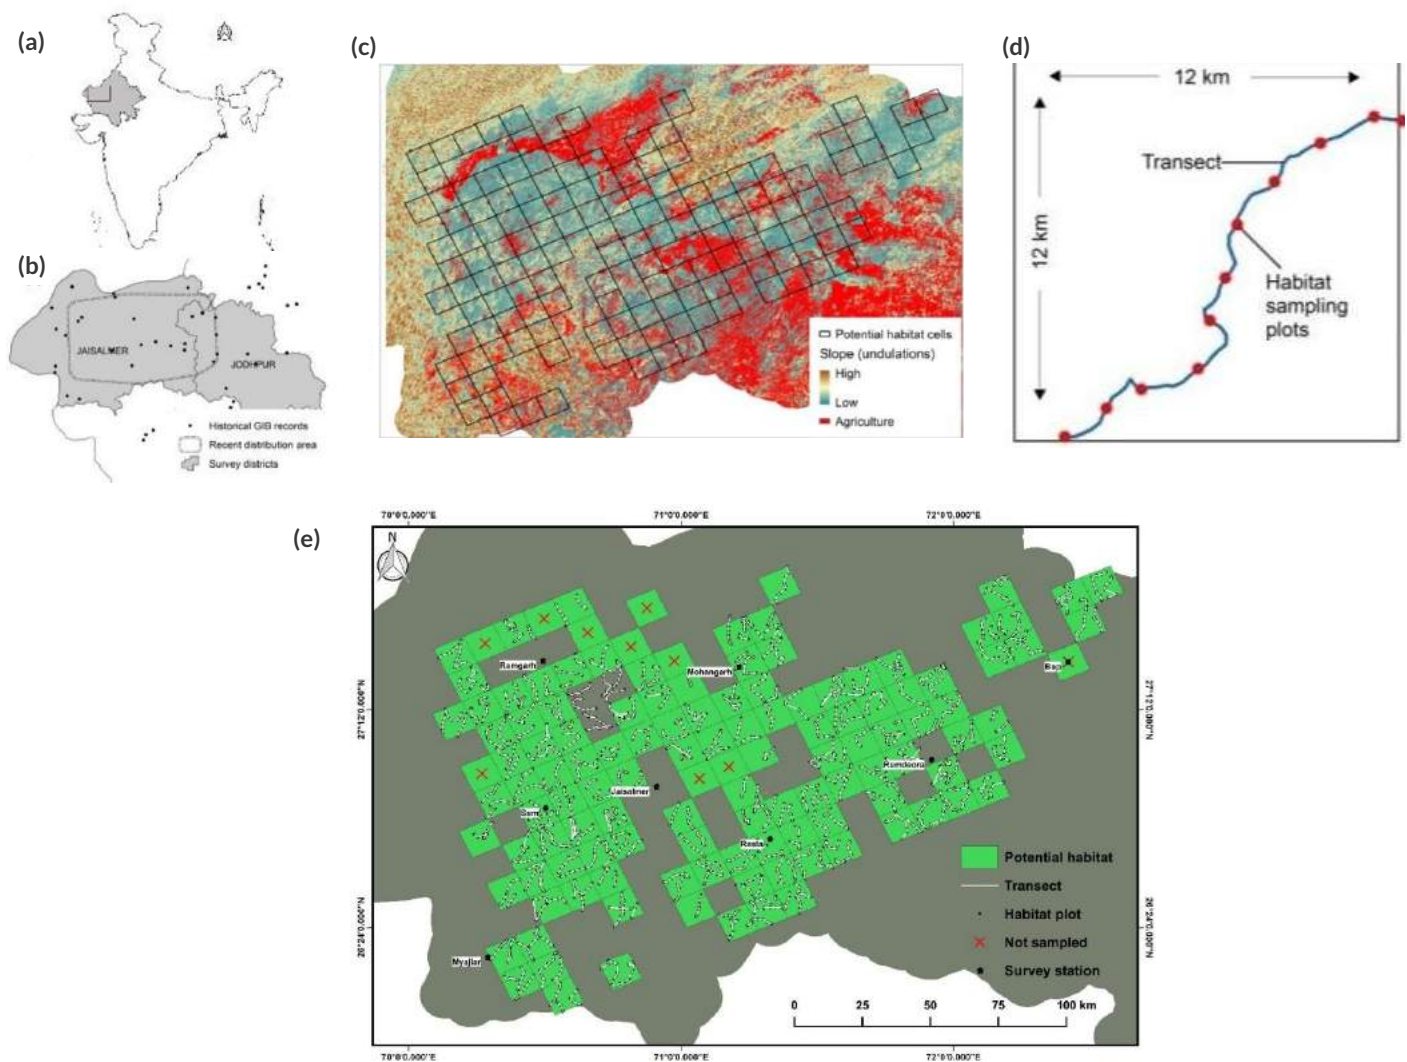 (a)
(b)
JAISALMER
JODHPUR
Historical GIB records
Recent distribution area
Survey districts
(c)
Potential habitat cells
Slope (undulations)
High
Low
Agriculture
(d)
12 km
12 km
Transect
Habitat
sampling
plots
(e)
70°0'0.000"E
71°0'0.000"E
72°0'0.000"E
N
27°12'0.000"N
27°12'0.000"N
26°24'0.000"N
26°24'0.000"N
Ramgarh
Mohangarh
Bap
Ramdeora
Jaisalmer
Sam
Rasla
Myajlar
Potential habitat
Transect
Habitat plot
Not sampled
Survey station
0 25 50 75 100 km
70°0'0.000"E
71°0'0.000"E
72°0'0.000"E